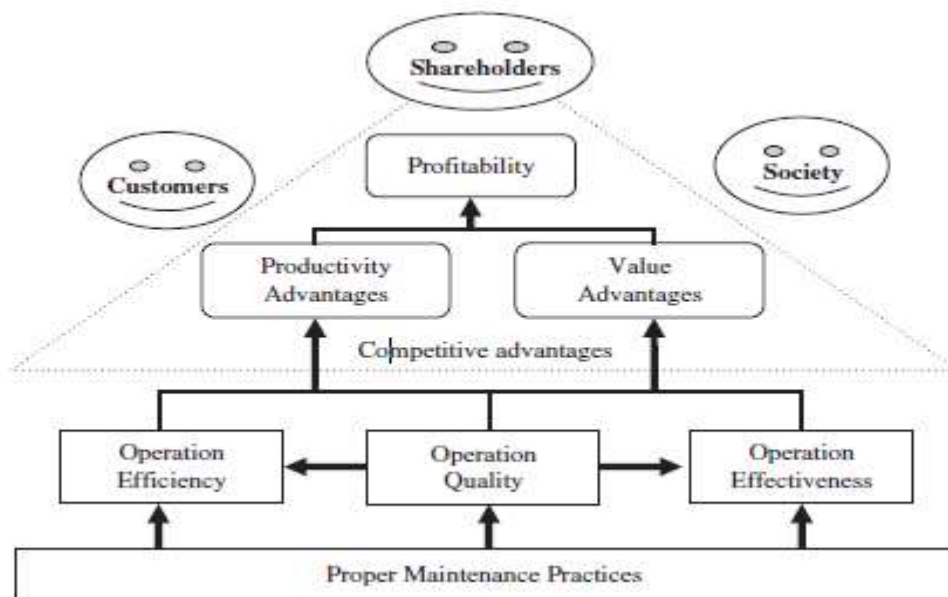 Shareholders
Customers
Society
Profitability
Productivity
Advantages
Value
Advantages
Competitive advantages
Operation
Efficiency
Operation
Quality
Operation
Effectiveness
Proper Maintenance Practices